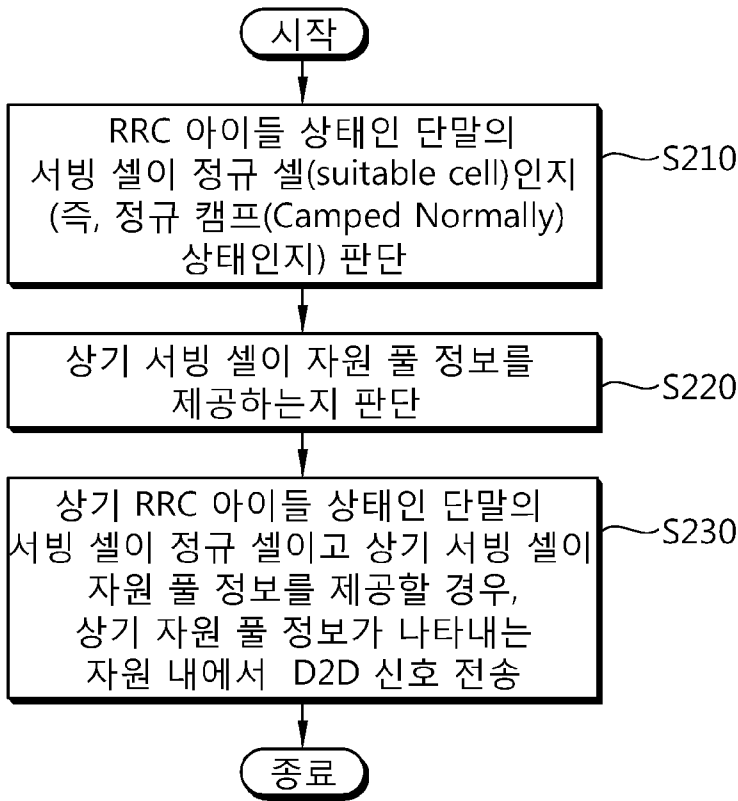 시작
RRC 아이들 상태인 단말의
서빙 셀이 정규 셀(suitable cell)인지
(즉, 정규 캠프(Camped Normally)
상태인지) 판단
S210
상기 서빙 셀이 자원 풀 정보를
제공하는지 판단
S220
상기 RRC 아이들 상태인 단말의
서빙 셀이 정규 셀이고 상기 서빙 셀이
자원 풀 정보를 제공할 경우,
상기 자원 풀 정보가 나타내는
자원 내에서 D2D 신호 전송
S230
종료